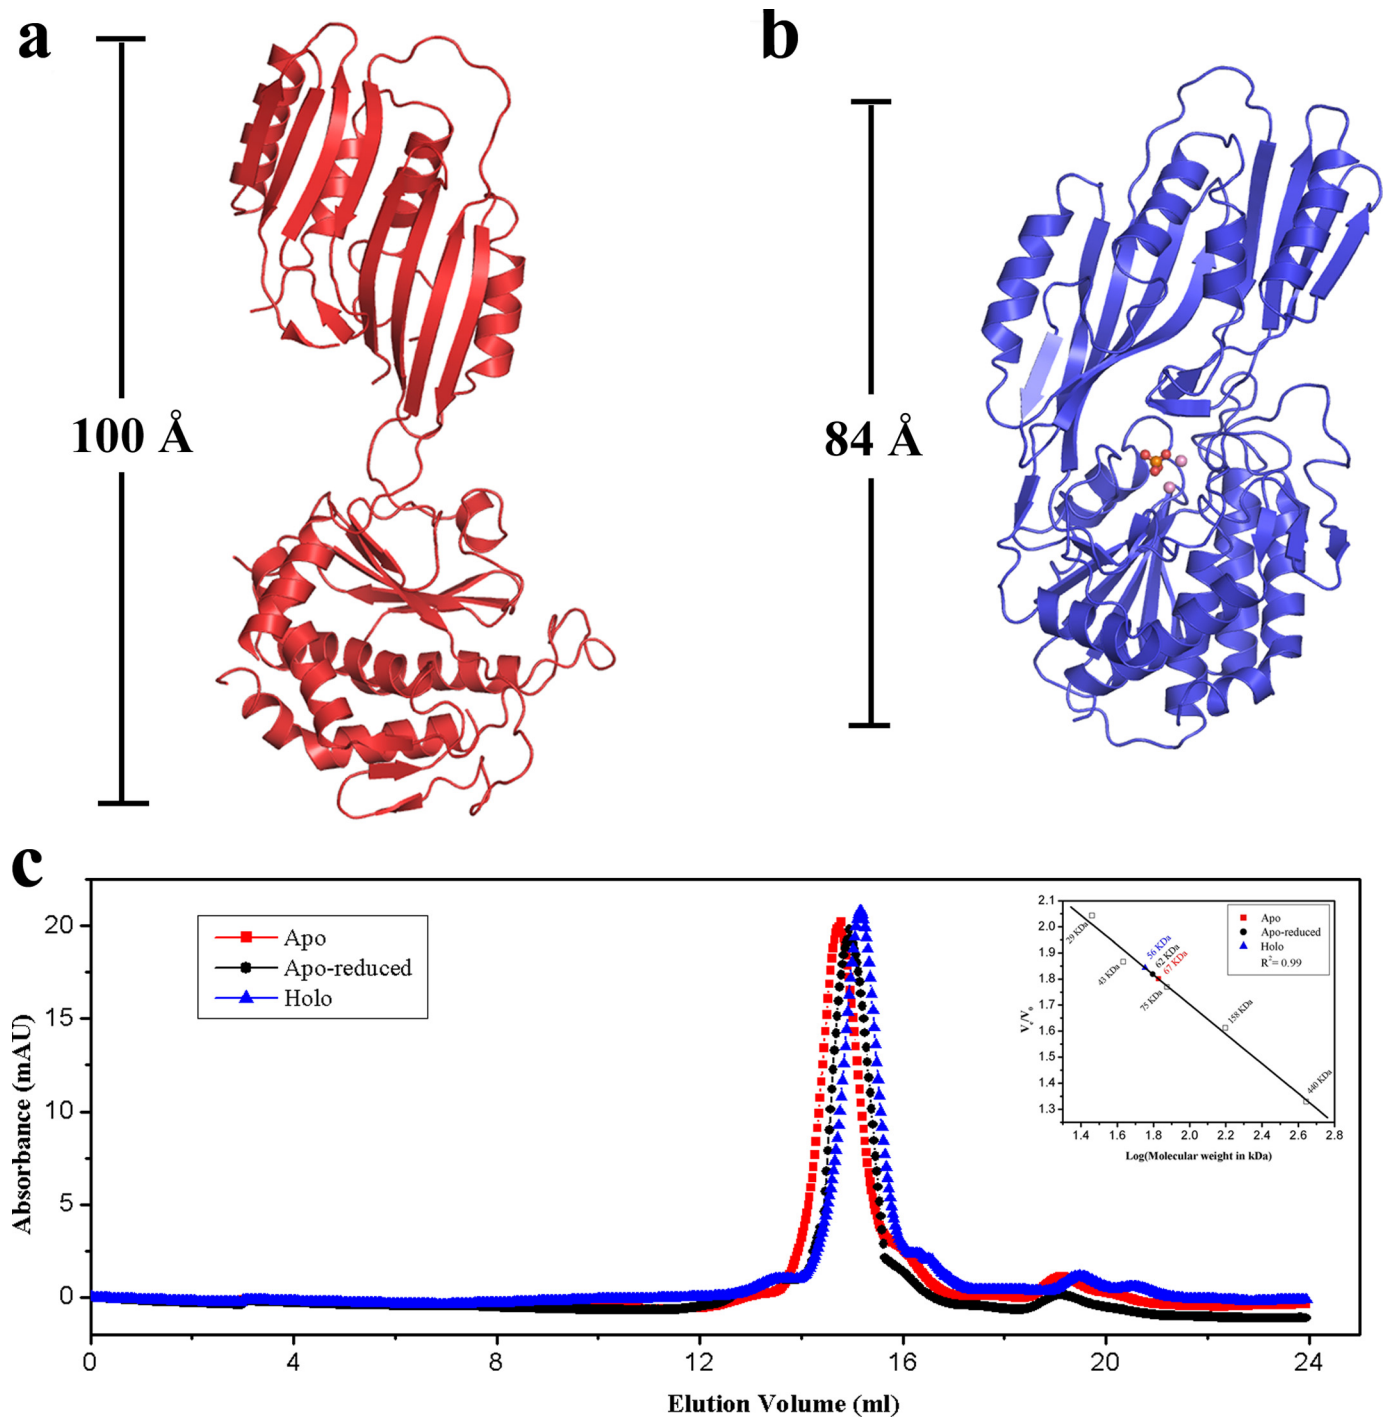 a
b
100 Å
84 Å
c
Absorbance (mAU)
20
15
10
5
0
Apo
Apo-reduced
Holo
0 4 8 12 16 20 24
Elution Volume (ml)
2.1
2.0
1.9
1.8
1.7
1.6
1.5
1.4
1.3
Vₑ/V₀
1.4 1.6 1.8 2.0 2.2 2.4 2.6 2.8
Log(Molecular weight in kDa)
29 KDa
43 KDa
56 KDa
62 KDa
67 KDa
75 KDa
158 KDa
440 KDa
Apo
Apo-reduced
Holo
R²= 0.99